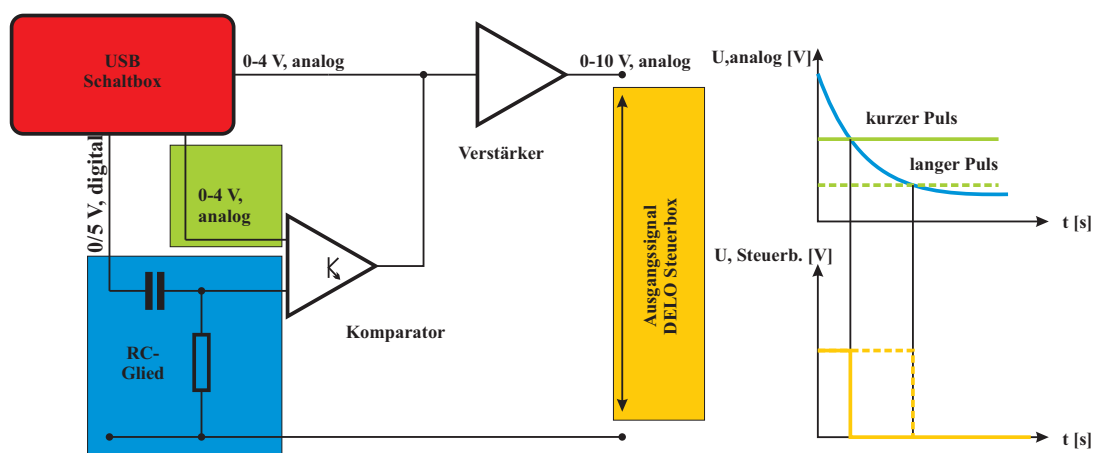 USB
Schaltbox
0-4 V, analog
0-10 V, analog
Verstärker
0/5 V, digital
0-4 V,
analog
K
Komparator
RC-
Glied
Ausgangssignal
DELO Steuerbox
U,analog [V]
kurzer Puls
langer Puls
t [s]
U, Steuerb. [V]
t [s]